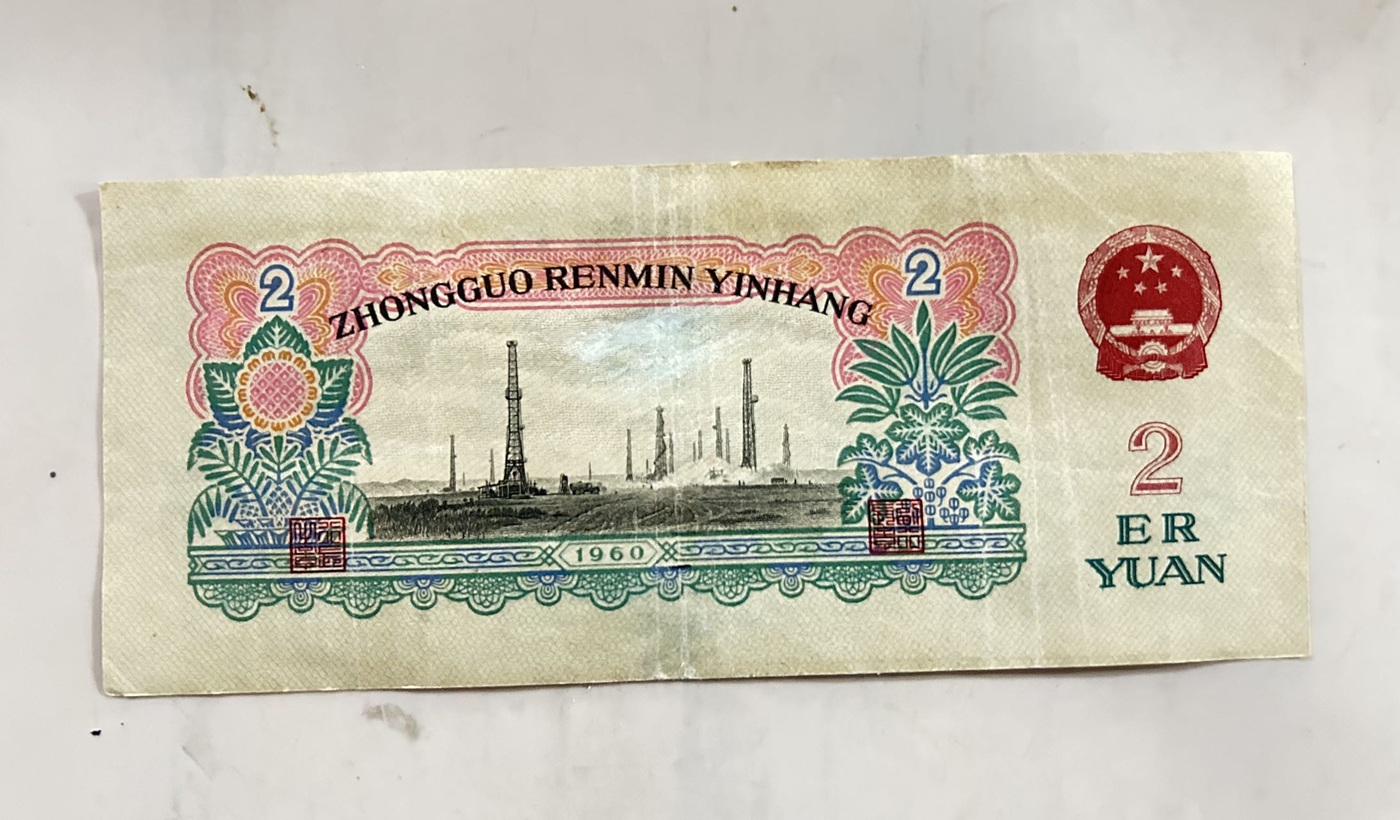 2
2
ZHONGGUO RENMIN YINHANG
1960
2
ER
YUAN